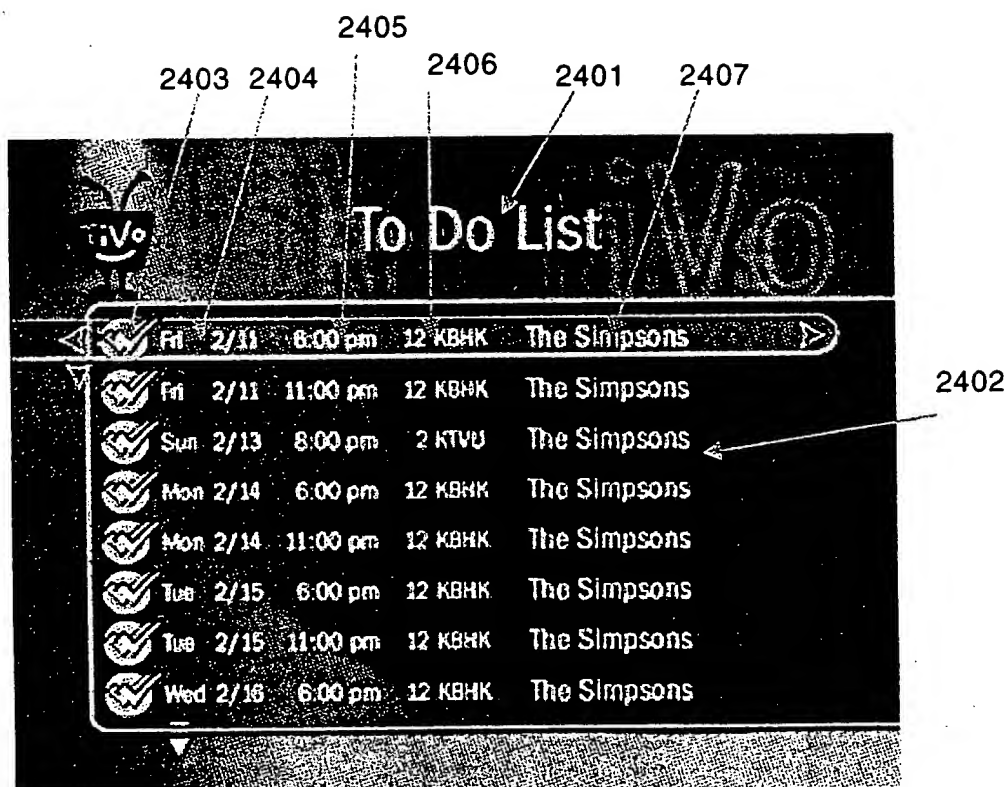 2405
2403 2404 2406 2401 2407
TiVo
To Do List
TiVo
Fri 2/11 6:00 pm 12 KBHK The Simpsons
Fri 2/11 11:00 pm 12 KBHK The Simpsons
2402
Sun 2/13 8:00 pm 2 KTVU The Simpsons
Mon 2/14 6:00 pm 12 KBHK The Simpsons
Mon 2/14 11:00 pm 12 KBHK The Simpsons
Tue 2/15 6:00 pm 12 KBHK The Simpsons
Tue 2/15 11:00 pm 12 KBHK The Simpsons
Wed 2/16 6:00 pm 12 KBHK The Simpsons